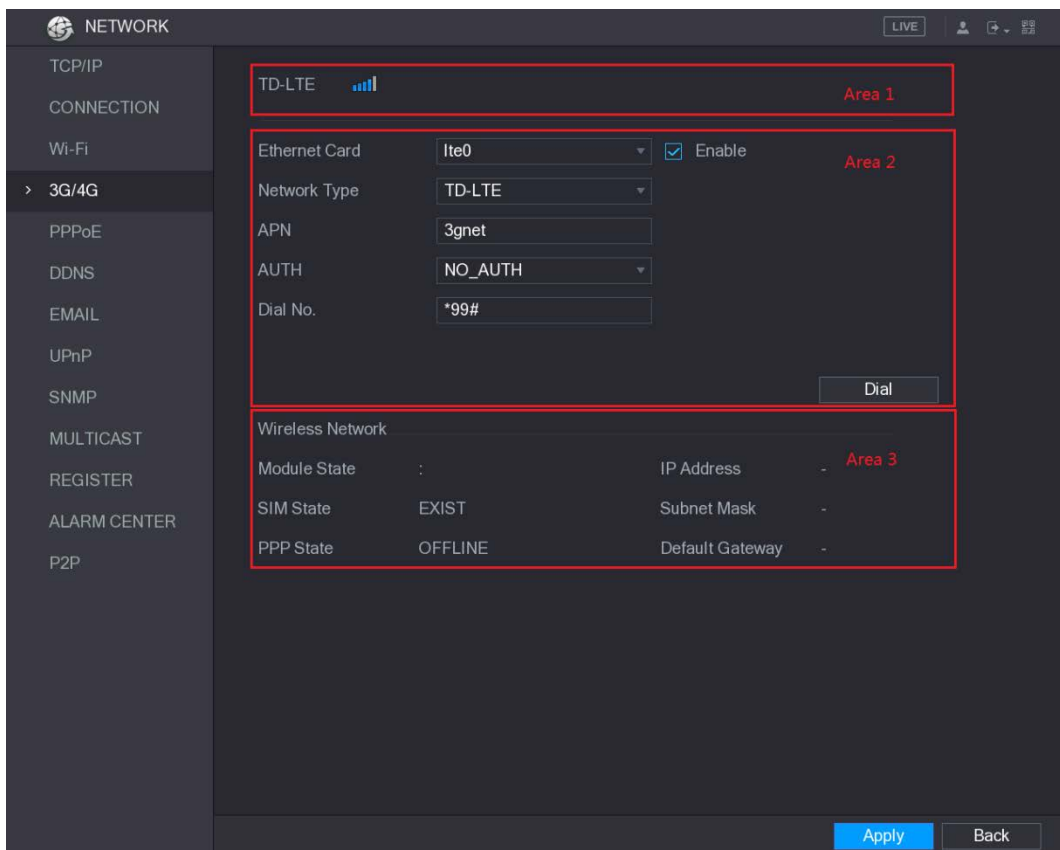 NETWORK
LIVE
TCP/IP
CONNECTION
Wi-Fi
> 3G/4G
PPPoE
DDNS
EMAIL
UPnP
SNMP
MULTICAST
REGISTER
ALARM CENTER
P2P
TD-LTE
Area 1
Ethernet Card lte0 Enable
Area 2
Network Type TD-LTE
APN 3gnet
AUTH NO_AUTH
Dial No. *99#
Dial
Wireless Network
Module State : IP Address -
Area 3
SIM State EXIST Subnet Mask -
PPP State OFFLINE Default Gateway -
Apply Back